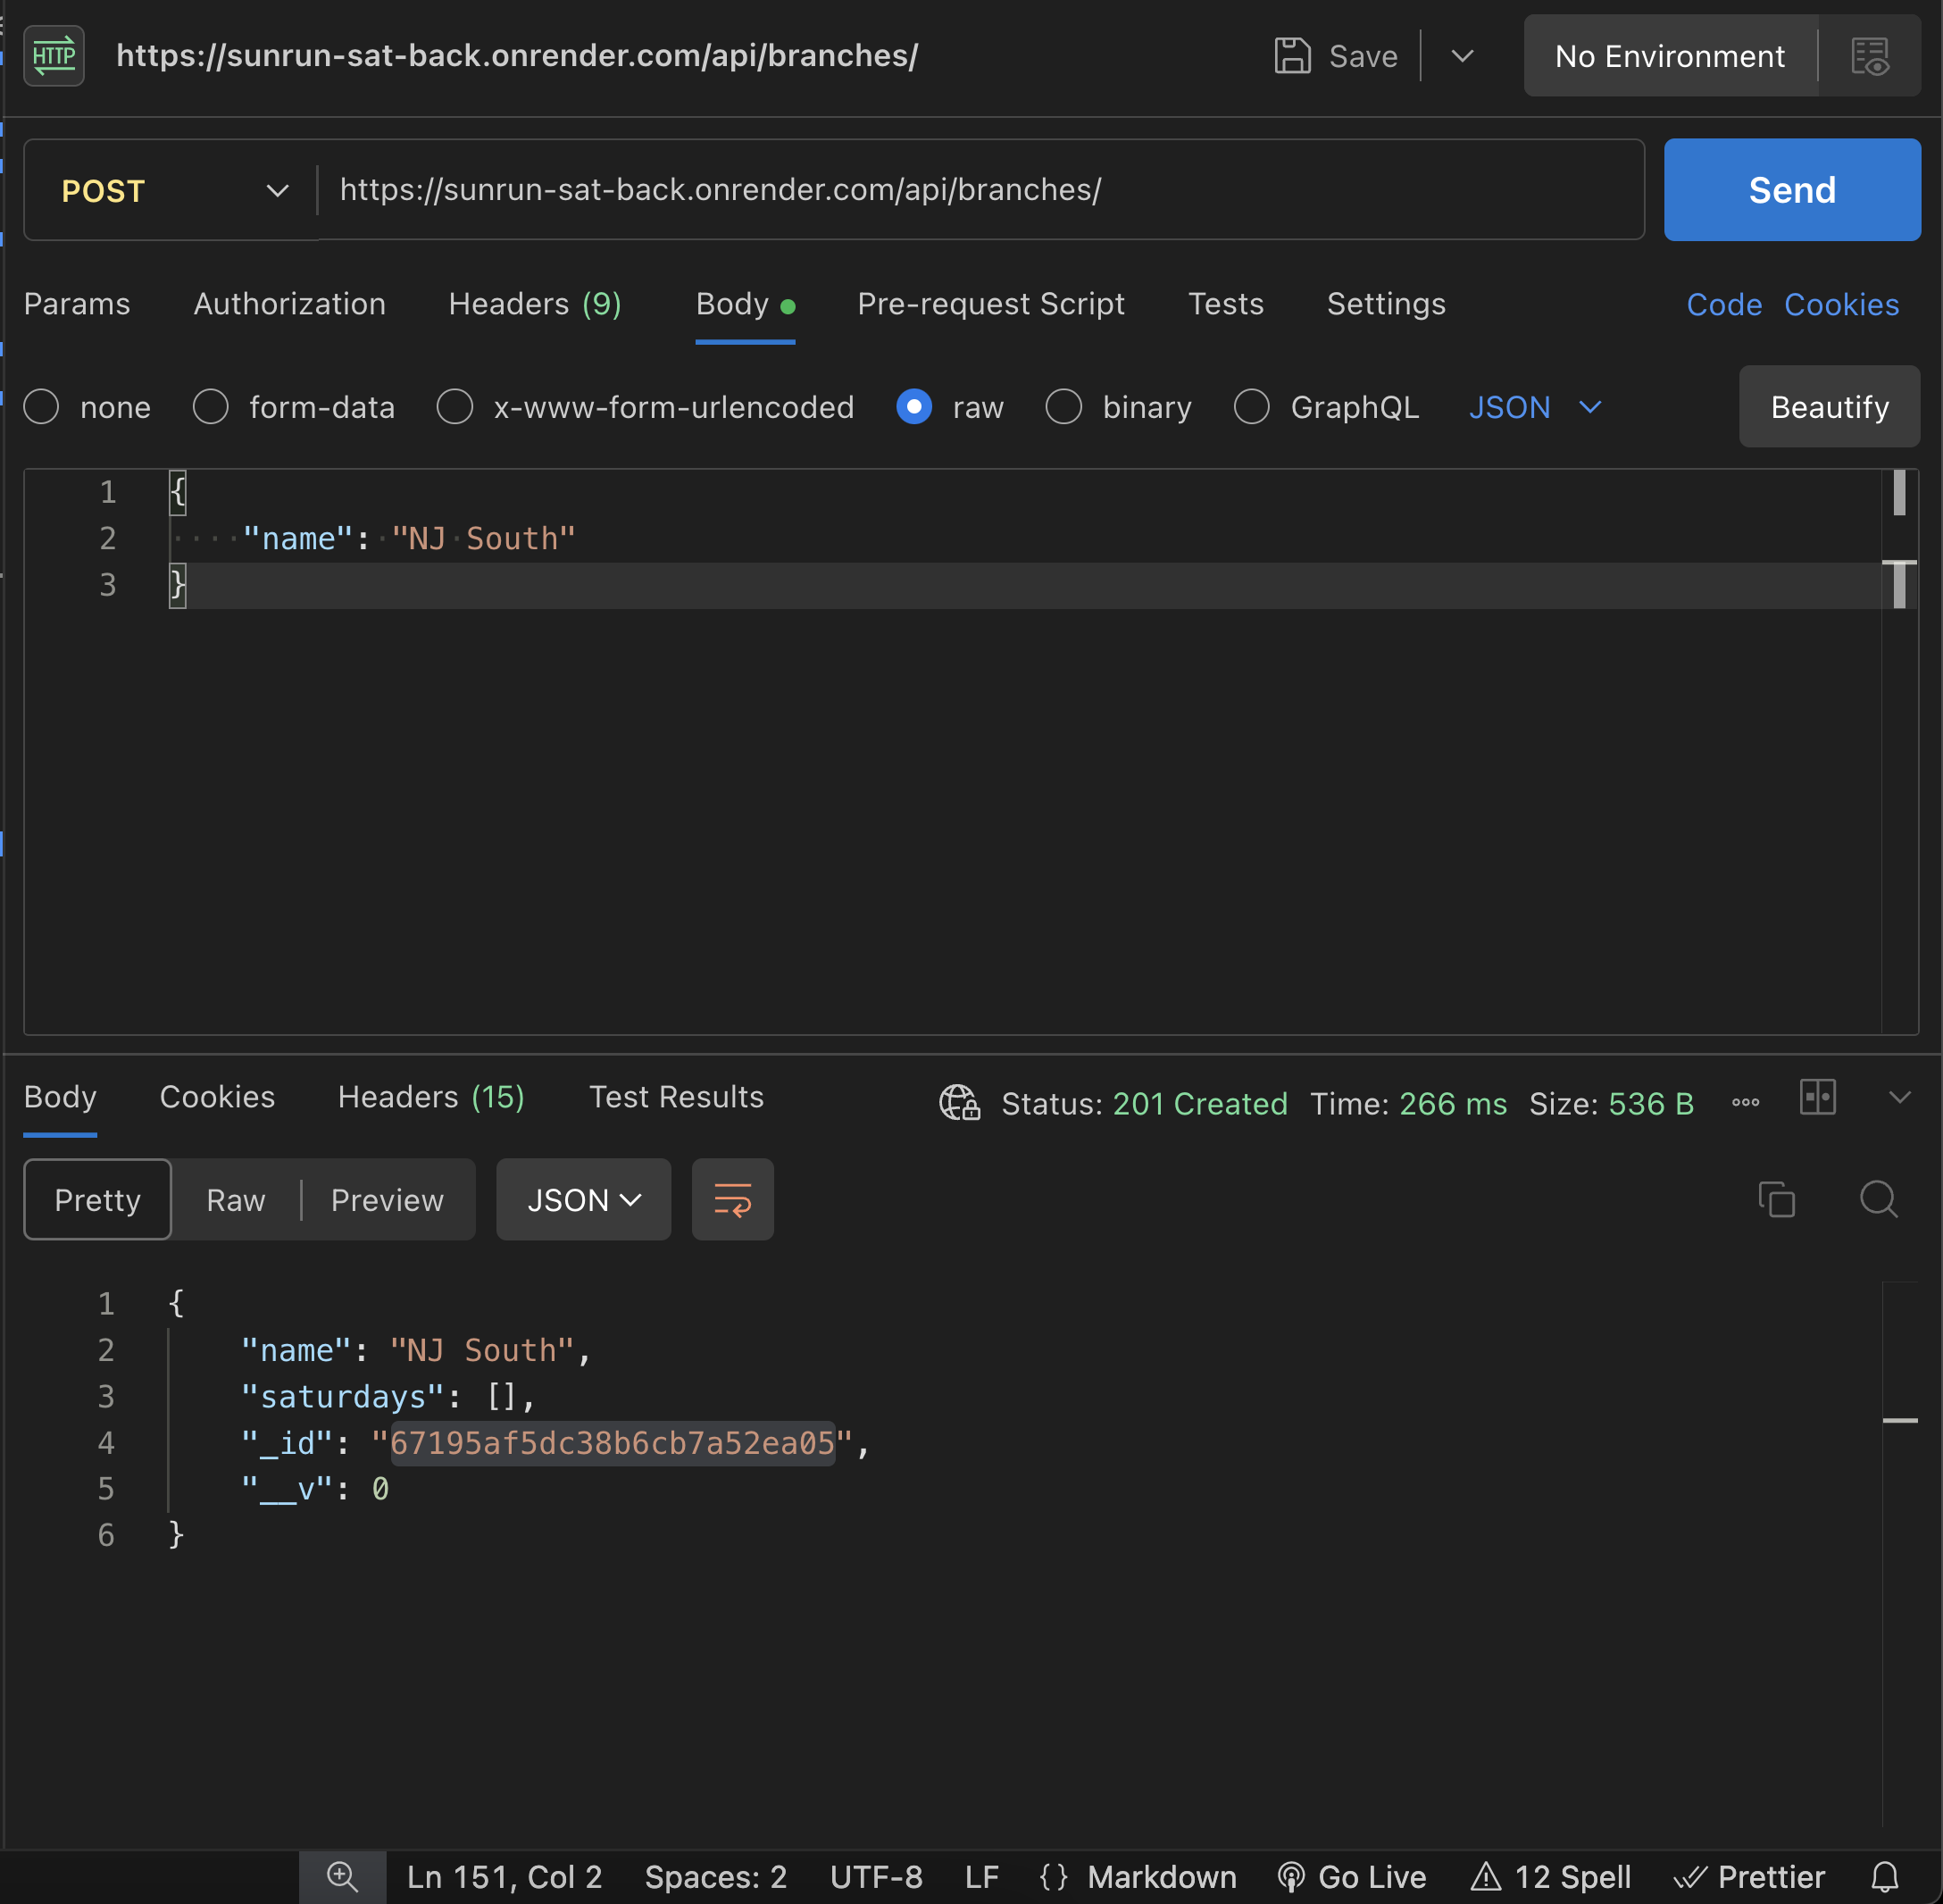 HTTP https://sunrun-sat-back.onrender.com/api/branches/ Save No Environment
POST https://sunrun-sat-back.onrender.com/api/branches/ Send
Params Authorization Headers (9) Body Pre-request Script Tests Settings Code Cookies
none form-data x-www-form-urlencoded raw binary GraphQL JSON Beautify
1 {
2 "name": "NJ South"
3 }
Body Cookies Headers (15) Test Results Status: 201 Created Time: 266 ms Size: 536 B
Pretty Raw Preview JSON
1 {
2 "name": "NJ South",
3 "saturdays": [],
4 "_id": "67195af5dc38b6cb7a52ea05",
5 "__v": 0
6 }
Ln 151, Col 2 Spaces: 2 UTF-8 LF {} Markdown Go Live 12 Spell Prettier